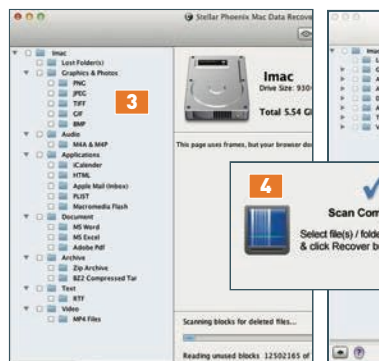 Stellar Phoenix Mac Data Recove
Imac
Lost Folder(s)
Graphics & Photos
PNG
JPEG
TIFF
GIF
BMP
Audio
M4A & M4P
Applications
iCalender
HTML
Apple Mail (Inbox)
PLIST
Macromedia Flash
Document
MS Word
MS Excel
Adobe Pdf
Archive
Zip Archive
BZ2 Compressed Tar
Text
RTF
Video
MP4 Files
3
Imac
Drive Size: 930
Total 5.54 G
This page uses frames, but your browser do
Scanning blocks for deleted files...
Reading unused blocks 12502165 of
Imac
4
Scan Com
Select file(s) / folde
& click Recover b